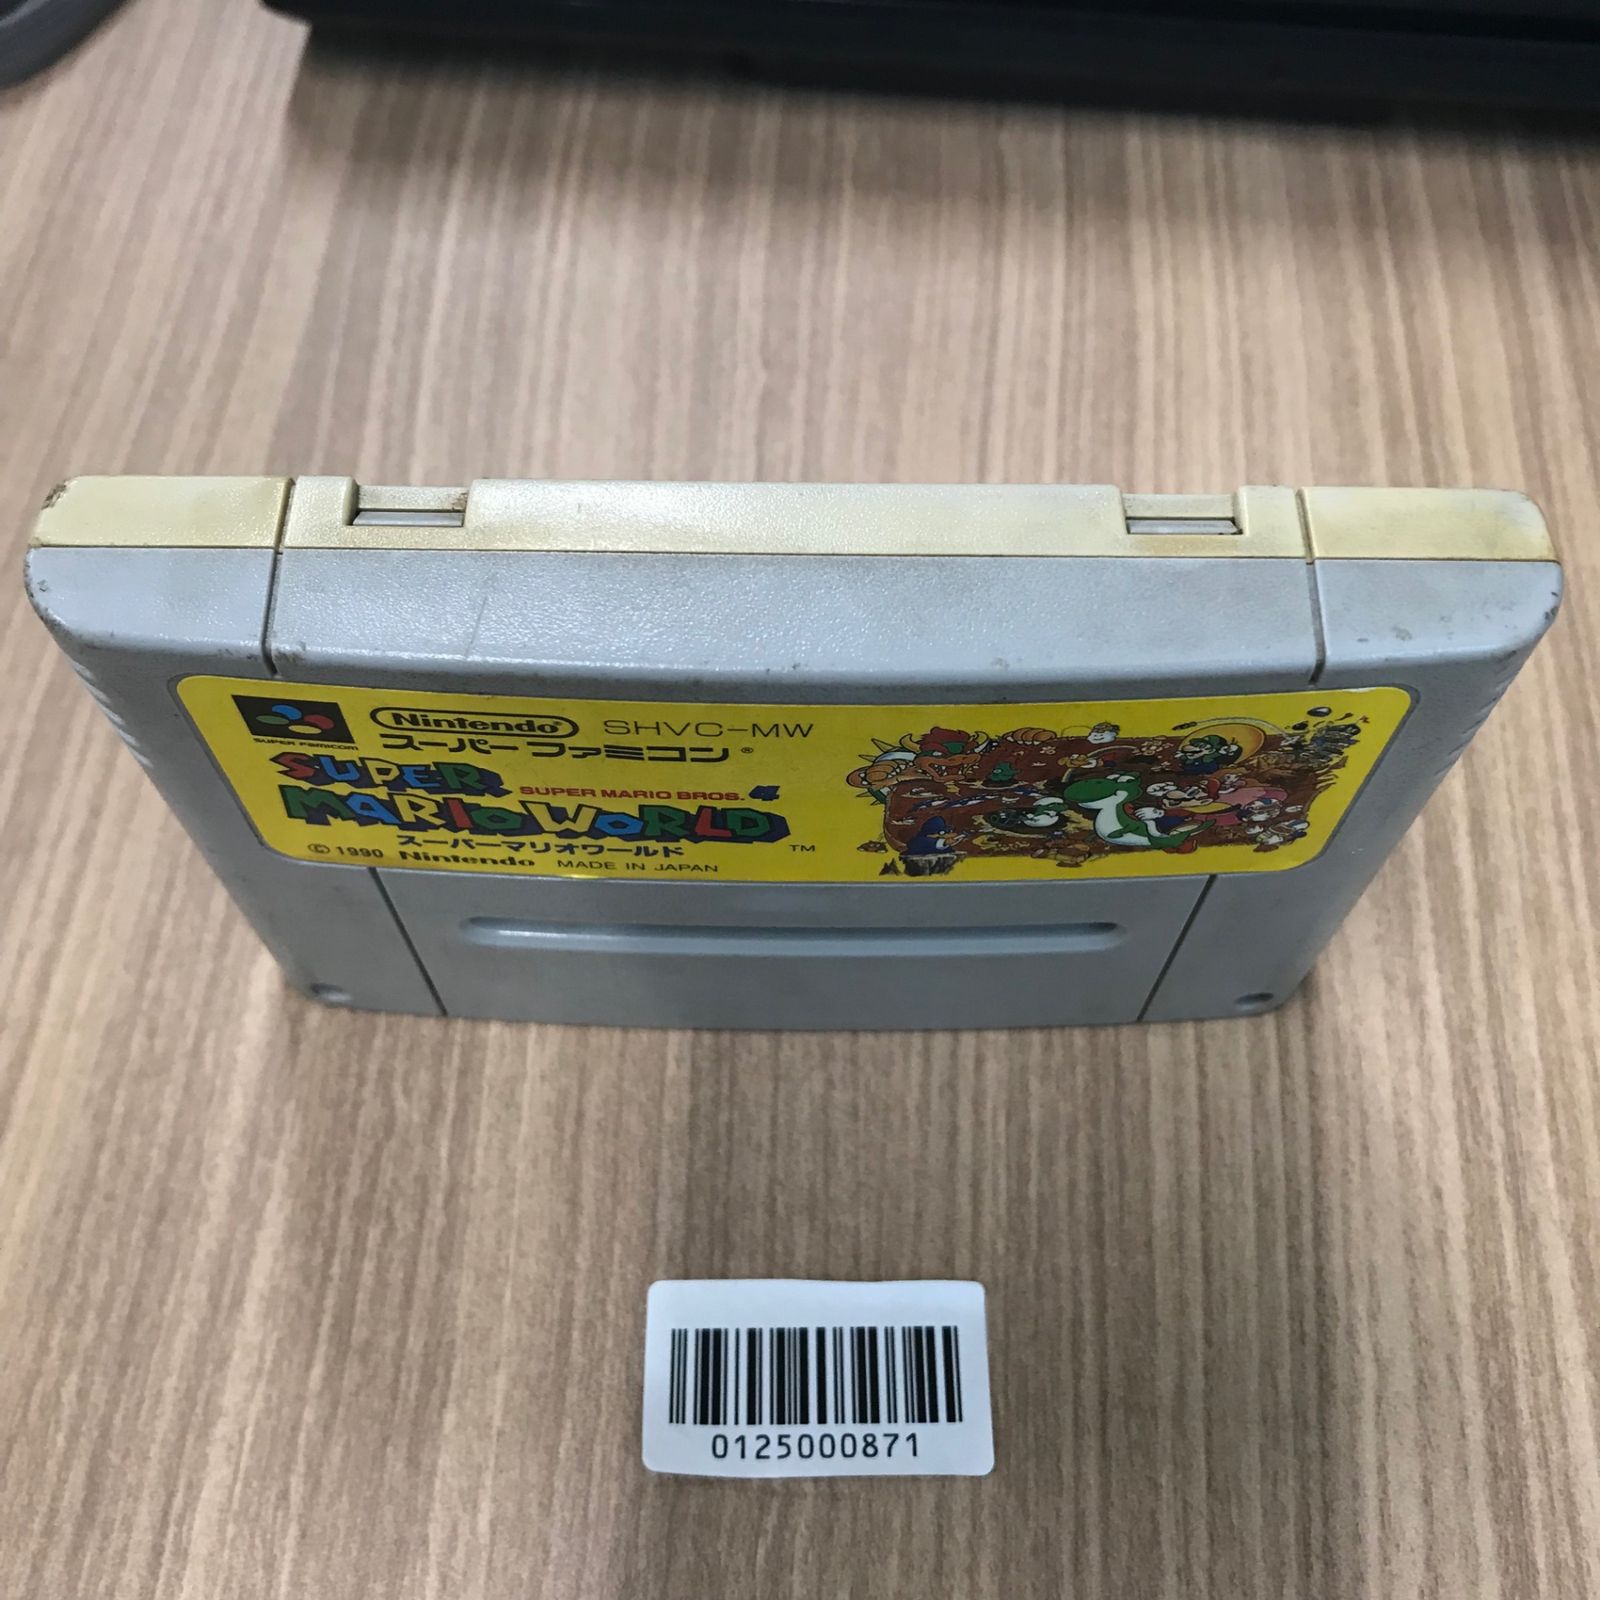 Nintendo® SHVC-MW
SUPER FAMICOM
スーパーファミコン®
SUPER
SUPER MARIO BROS. 4
MARIO WORLD
スーパーマリオワールド TM
© 1990 Nintendo MADE IN JAPAN
0125000871